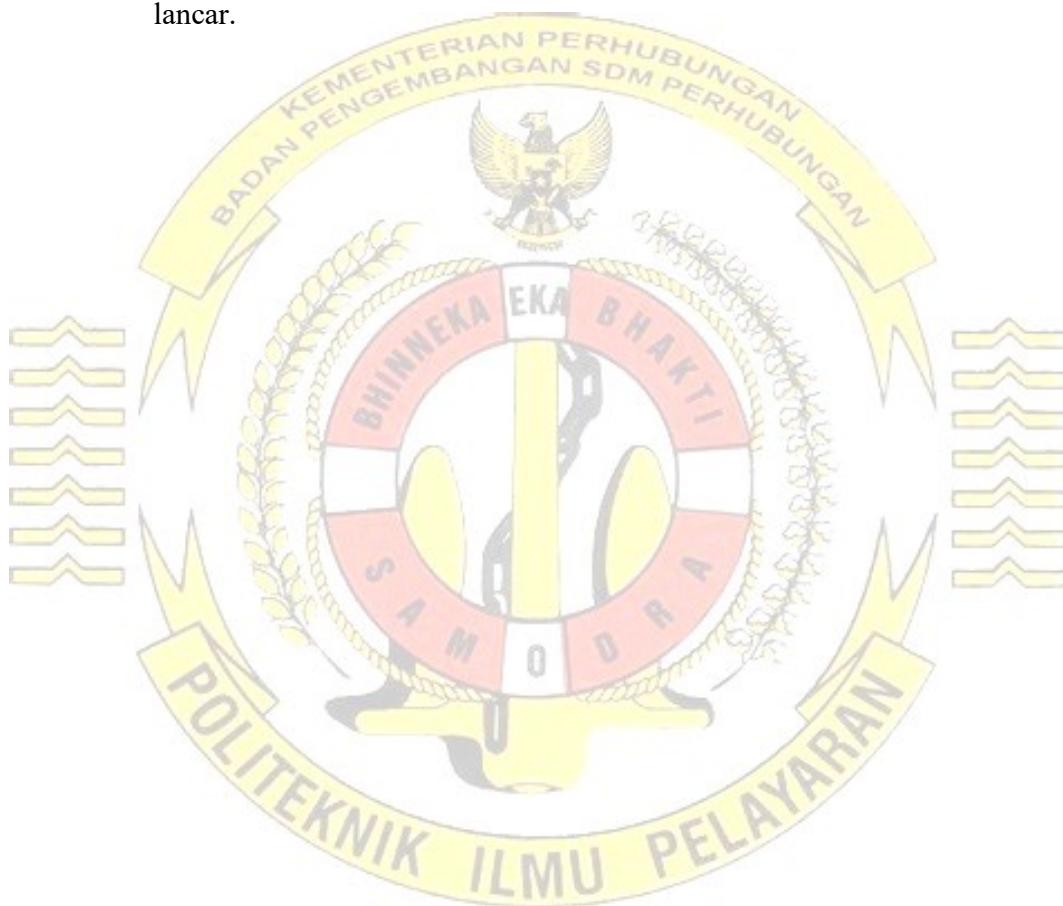 lancar.
KEMENTERIAN PERHUBUNGAN
BADAN PENGEMBANGAN SDM PERHUBUNGAN
BHINNEKA EKA BHAKTI
SAMODRA
POLITEKNIK ILMU PELAYARAN